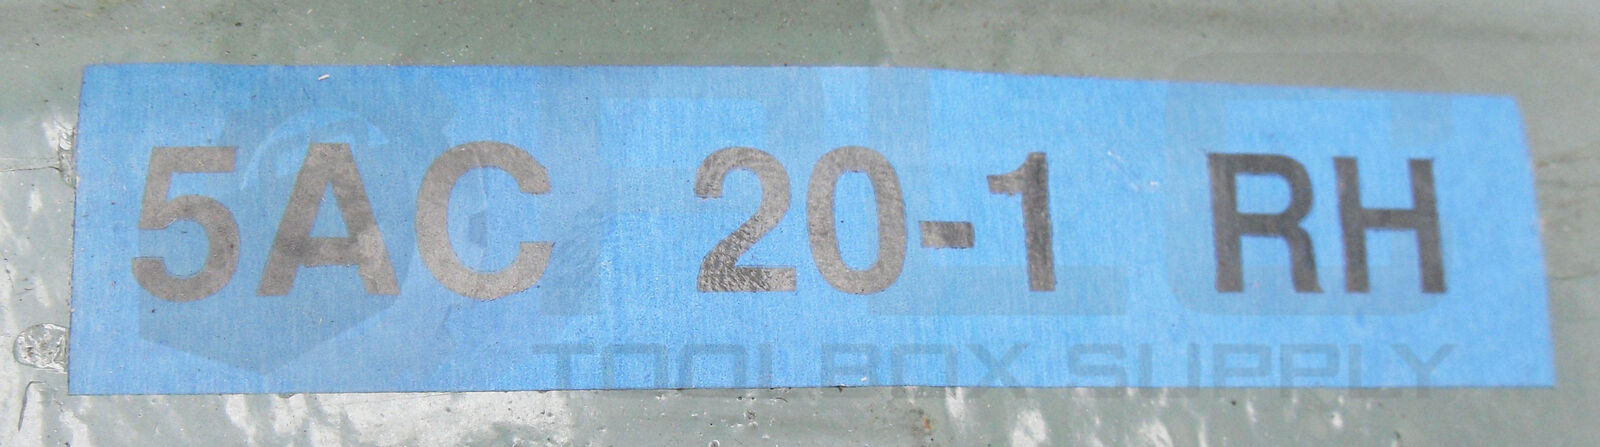 5AC 20-1 RH
TOOLBOX SUPPLY